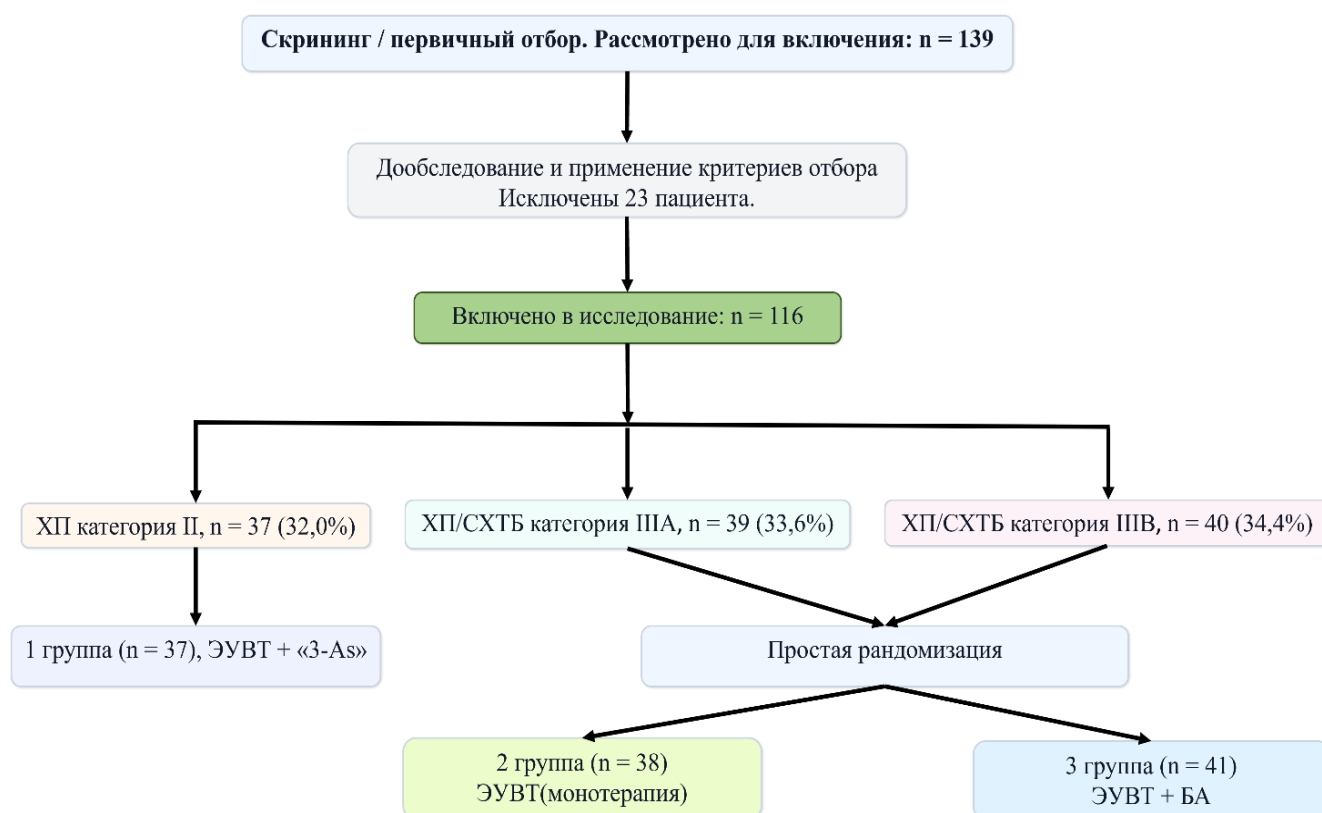 Скрининг / первичный отбор. Рассмотрено для включения: n = 139
Дообследование и применение критериев отбора
Исключены 23 пациента.
Включено в исследование: n = 116
ХП категория II, n = 37 (32,0%)
ХП/СХТБ категория IIIA, n = 39 (33,6%)
ХП/СХТБ категория IIIB, n = 40 (34,4%)
1 группа (n = 37), ЭУВТ + «3-As»
Простая рандомизация
2 группа (n = 38)
ЭУВТ(монотерапия)
3 группа (n = 41)
ЭУВТ + БА